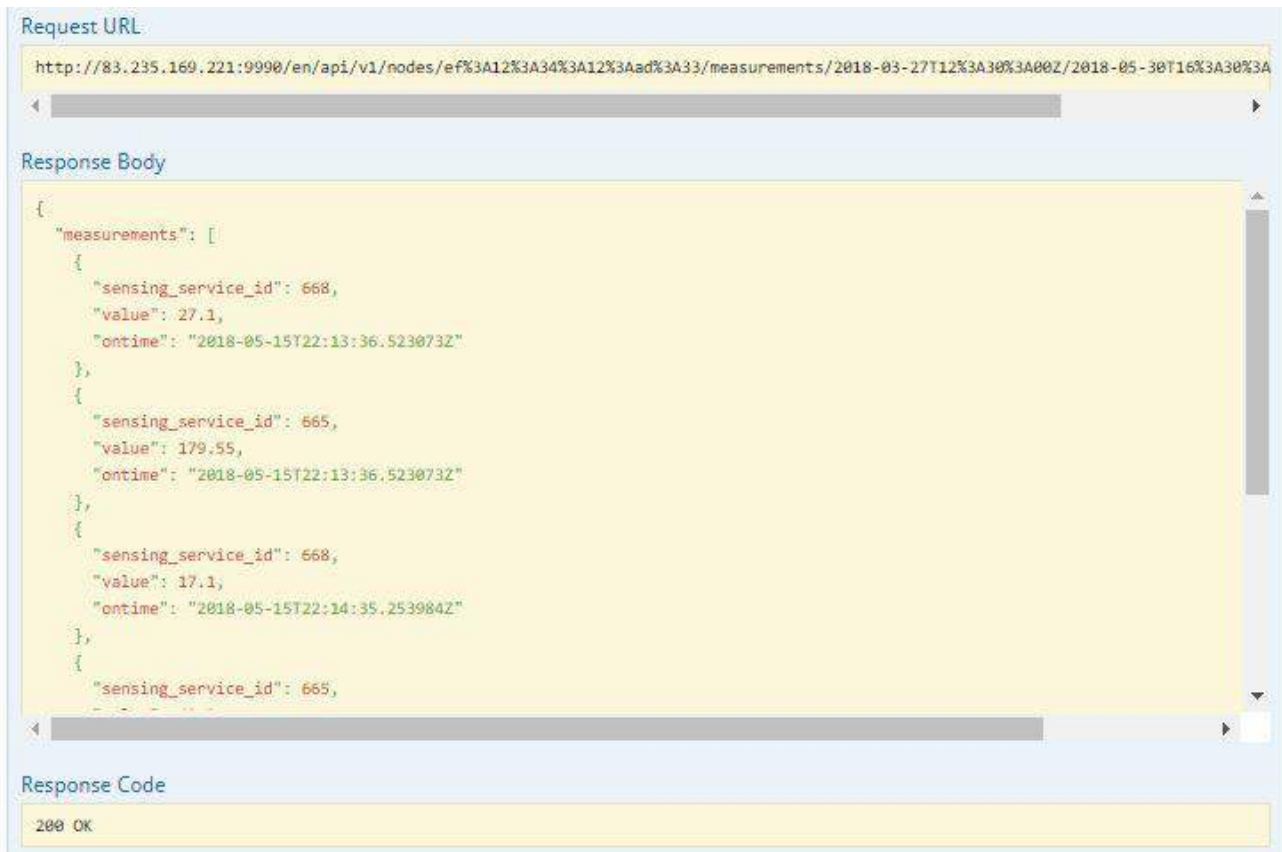 Request URL
http://83.235.169.221:9990/en/api/v1/nodes/ef%3A12%3A34%3A12%3Aad%3A33/measurements/2018-03-27T12%3A30%3A00Z/2018-05-30T16%3A30%3A
Response Body
{
"measurements": [
{
"sensing_service_id": 668,
"value": 27.1,
"ontime": "2018-05-15T22:13:36.523073Z"
},
{
"sensing_service_id": 665,
"value": 179.55,
"ontime": "2018-05-15T22:13:36.523073Z"
},
{
"sensing_service_id": 668,
"value": 17.1,
"ontime": "2018-05-15T22:14:35.253984Z"
},
{
"sensing_service_id": 665,
Response Code
200 OK